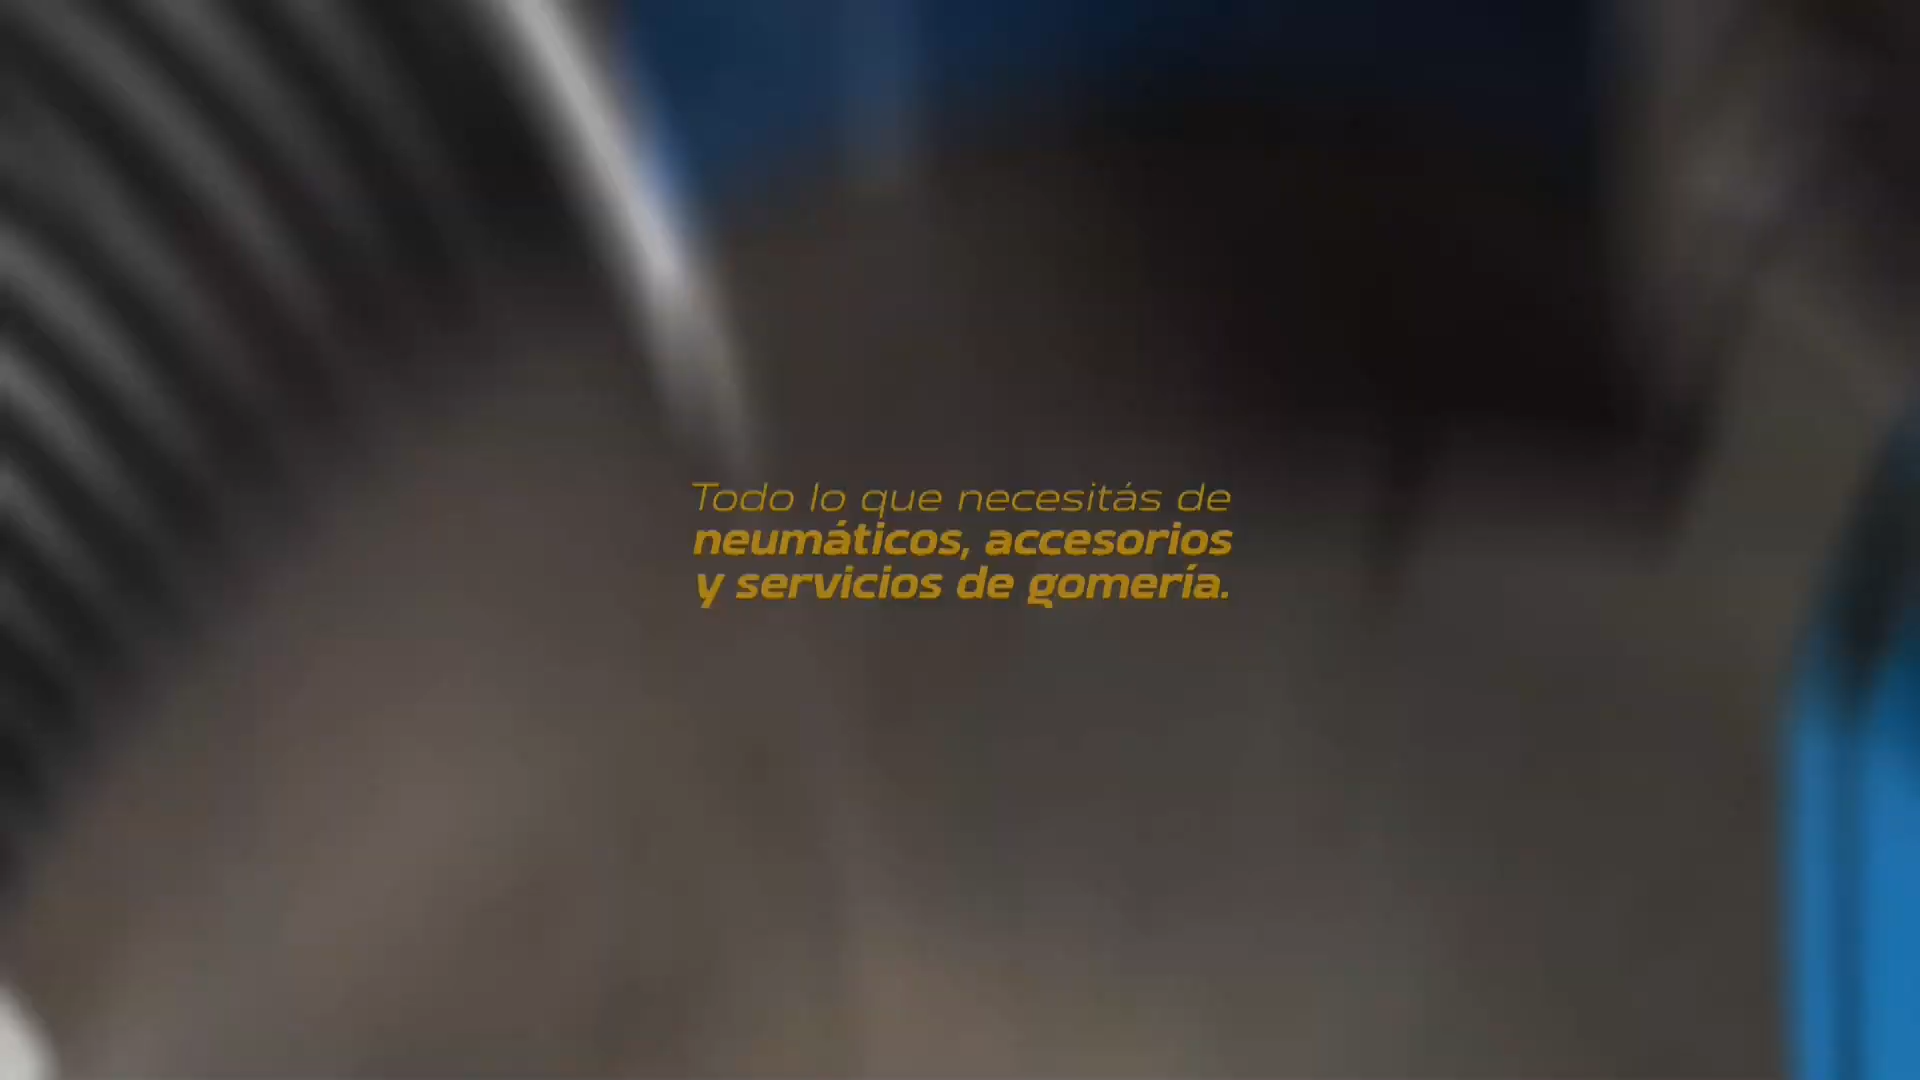 Todo lo que necesitás de
neumáticos, accesorios
y servicios de gomería.